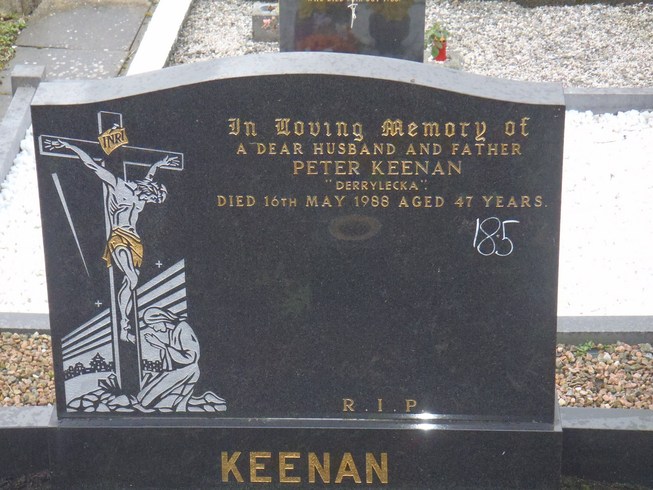 INRI
In Loving Memory of
A DEAR HUSBAND AND FATHER
PETER KEENAN
"DERRYLECKA"
DIED 16TH MAY 1988 AGED 47 YEARS.
185
R.I.P.
KEENAN